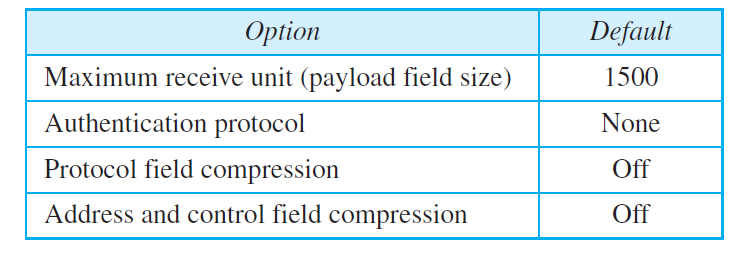 Option Default
Maximum receive unit (payload field size) 1500
Authentication protocol None
Protocol field compression Off
Address and control field compression Off